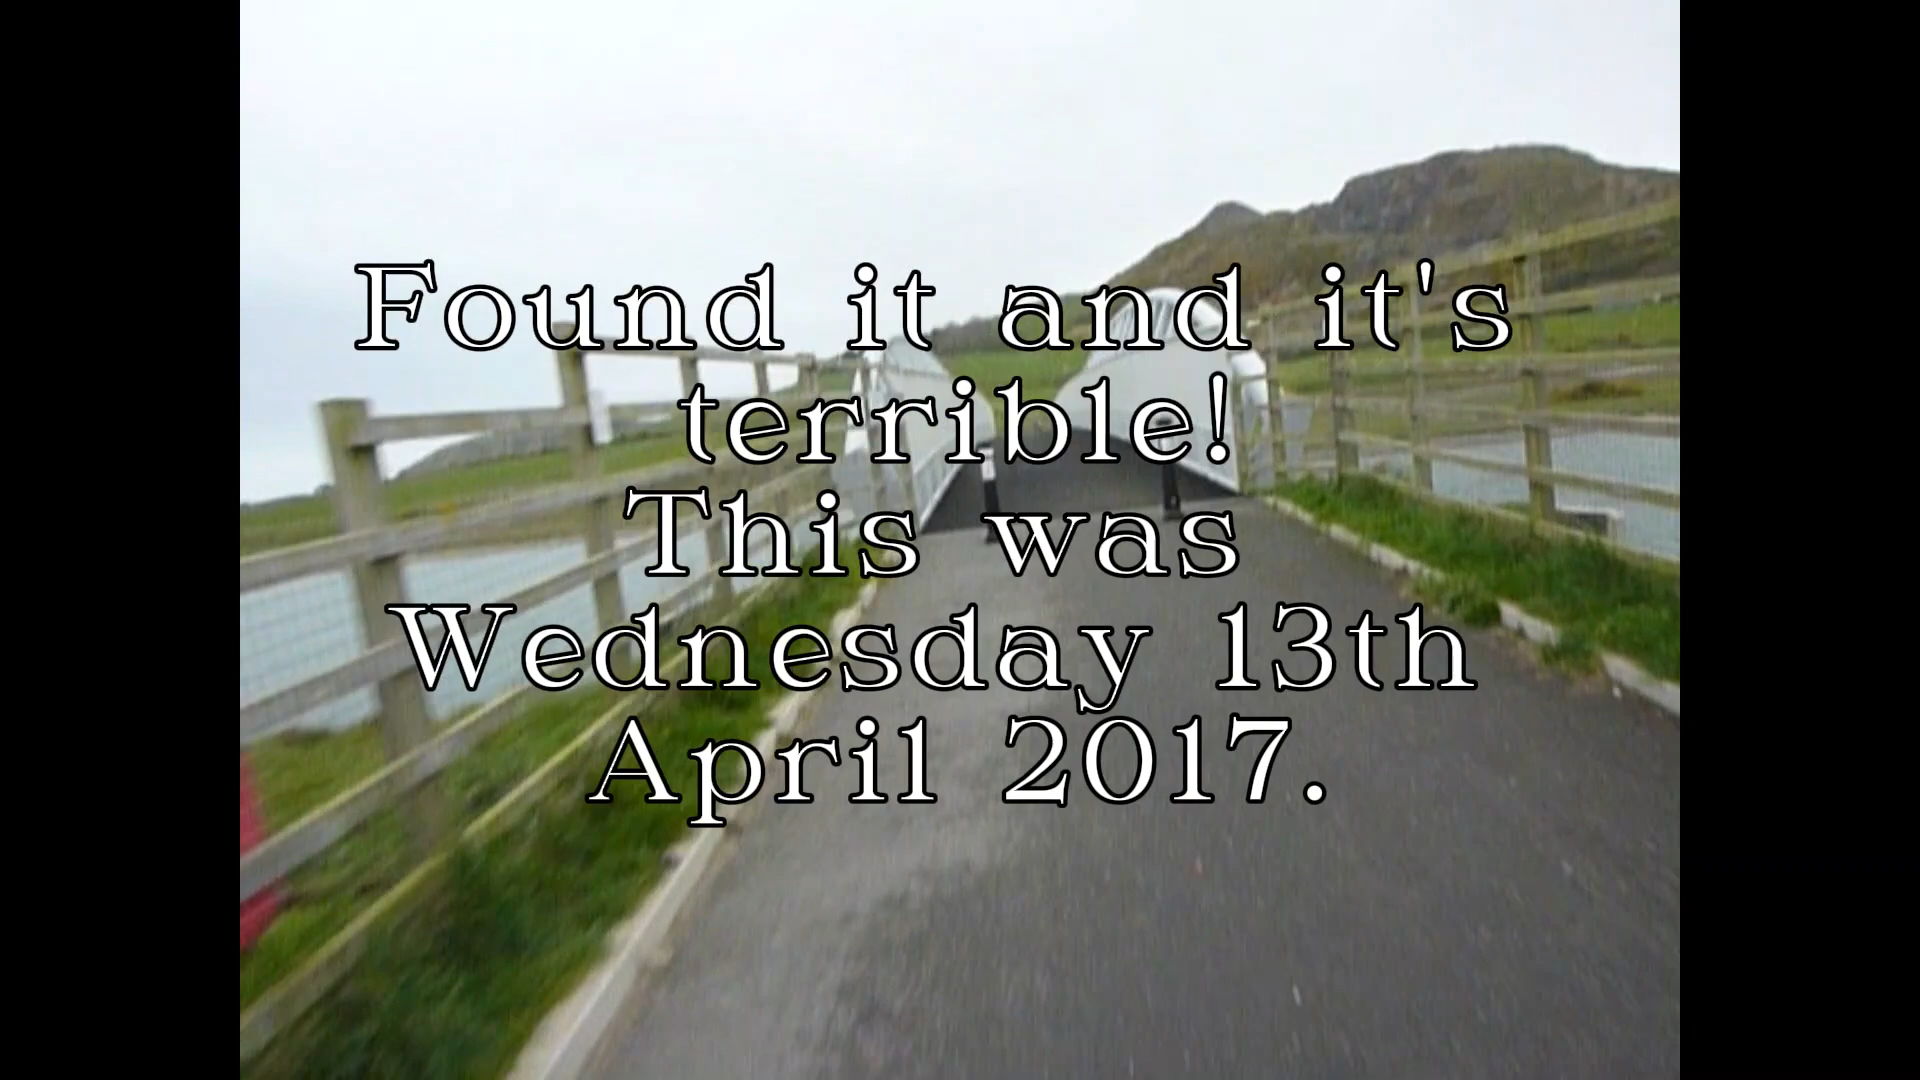 Found it and it's
terrible!
This was
Wednesday 13th
April 2017.